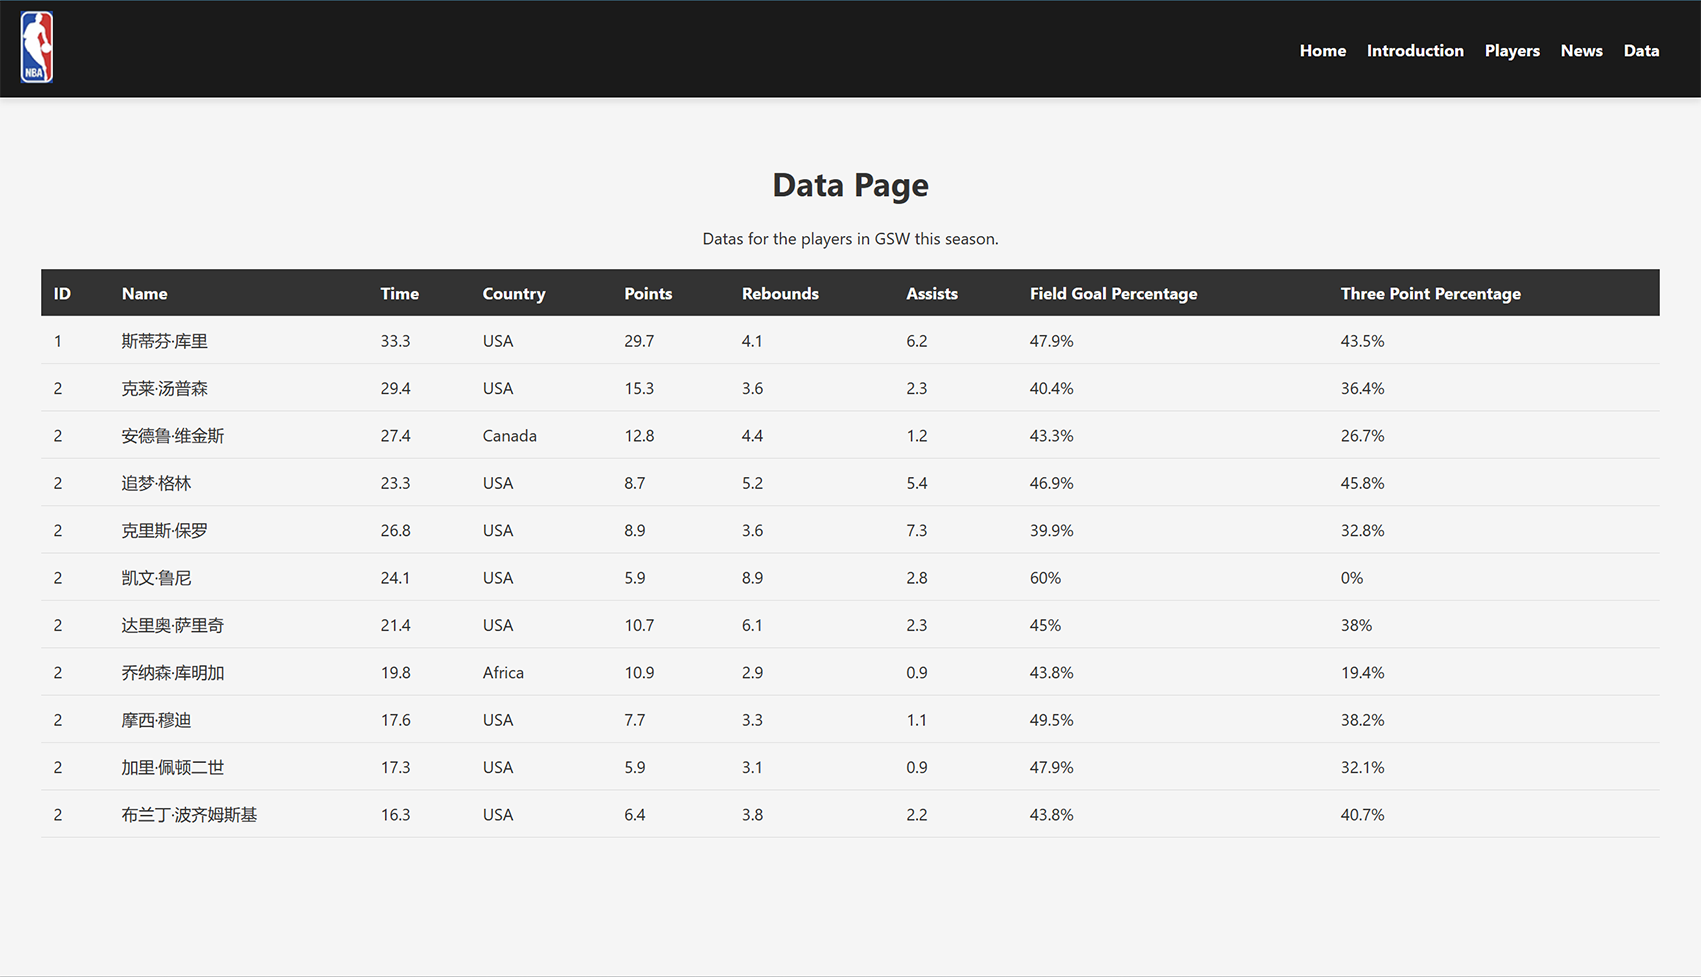 NBA
Home Introduction Players News Data
Data Page
Datas for the players in GSW this season.
ID Name Time Country Points Rebounds Assists Field Goal Percentage Three Point Percentage
1 斯蒂芬·库里 33.3 USA 29.7 4.1 6.2 47.9% 43.5%
2 克莱·汤普森 29.4 USA 15.3 3.6 2.3 40.4% 36.4%
2 安德鲁·维金斯 27.4 Canada 12.8 4.4 1.2 43.3% 26.7%
2 追梦·格林 23.3 USA 8.7 5.2 5.4 46.9% 45.8%
2 克里斯·保罗 26.8 USA 8.9 3.6 7.3 39.9% 32.8%
2 凯文·鲁尼 24.1 USA 5.9 8.9 2.8 60% 0%
2 达里奥·萨里奇 21.4 USA 10.7 6.1 2.3 45% 38%
2 乔纳森·库明加 19.8 Africa 10.9 2.9 0.9 43.8% 19.4%
2 摩西·穆迪 17.6 USA 7.7 3.3 1.1 49.5% 38.2%
2 加里·佩顿二世 17.3 USA 5.9 3.1 0.9 47.9% 32.1%
2 布兰丁·波齐姆斯基 16.3 USA 6.4 3.8 2.2 43.8% 40.7%